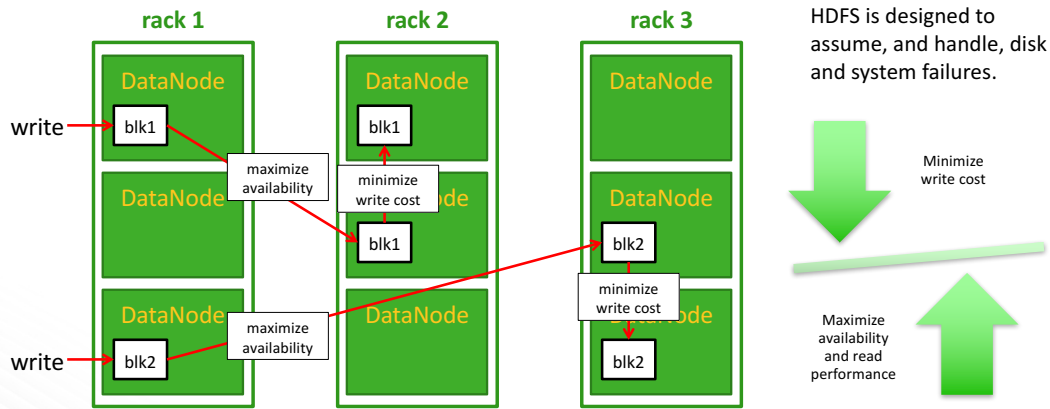 rack 1
rack 2
rack 3
HDFS is designed to
assume, and handle, disk
and system failures.
DataNode
DataNode
DataNode
write
blk1
blk1
maximize
availability
minimize
write cost
Minimize
write cost
DataNode
DataNode
DataNode
blk1
blk2
minimize
write cost
DataNode
DataNode
DataNode
maximize
availability
Maximize
availability
and read
performance
write
blk2
blk2